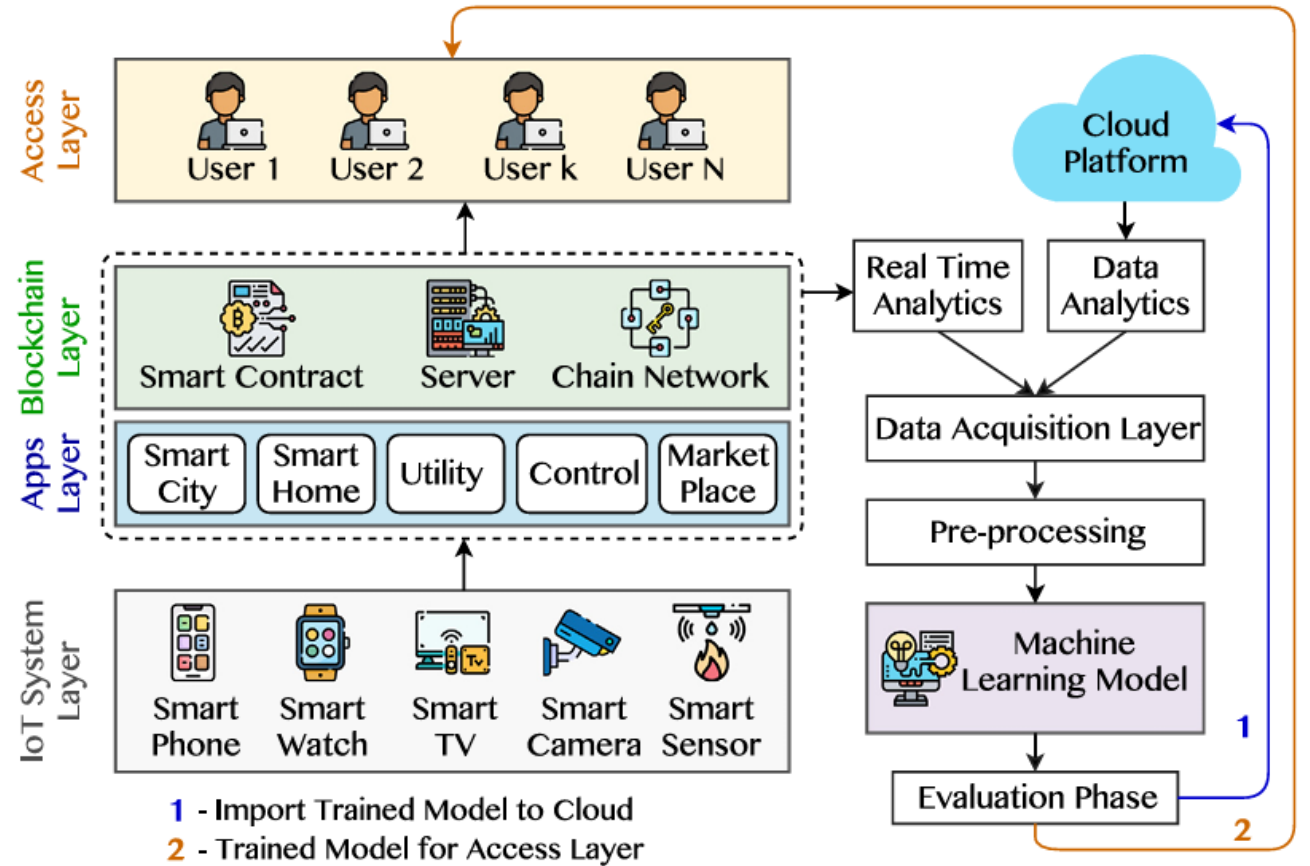 Access
Layer
User 1
User 2
User k
User N
Blockchain
Layer
Smart Contract
Server
Chain Network
Apps
Layer
Smart
City
Smart
Home
Utility
Control
Market
Place
IoT System
Layer
Smart
Phone
Smart
Watch
Tv
Smart
TV
Smart
Camera
Smart
Sensor
1 - Import Trained Model to Cloud
2 - Trained Model for Access Layer
Cloud
Platform
Real Time
Analytics
Data
Analytics
Data Acquisition Layer
Pre-processing
Machine
Learning Model
Evaluation Phase
1
2